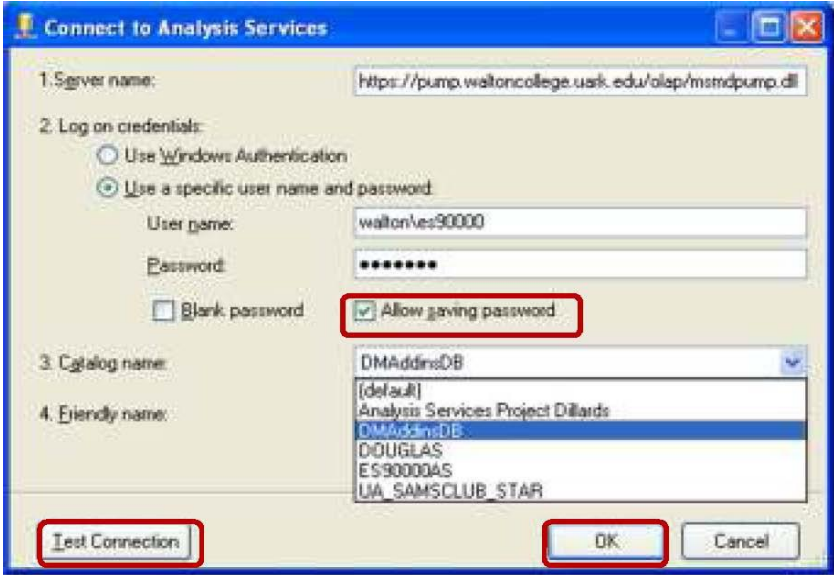 Connect to Analysis Services
1.Server name:
https://pump.waltoncollege.uark.edu/olap/msmdpump.dll
2. Log on credentials:
Use Windows Authentication
Use a specific user name and password:
User name:
walton\es90000
Password:
●●●●●●●
Blank password
Allow saving password
3. Catalog name:
DMAddinsDB
(default)
4. Friendly name:
Analysis Services Project Dillards
DMAddinsDB
DOUGLAS
ES90000AS
UA_SAMSCLUB_STAR
Test Connection
OK
Cancel